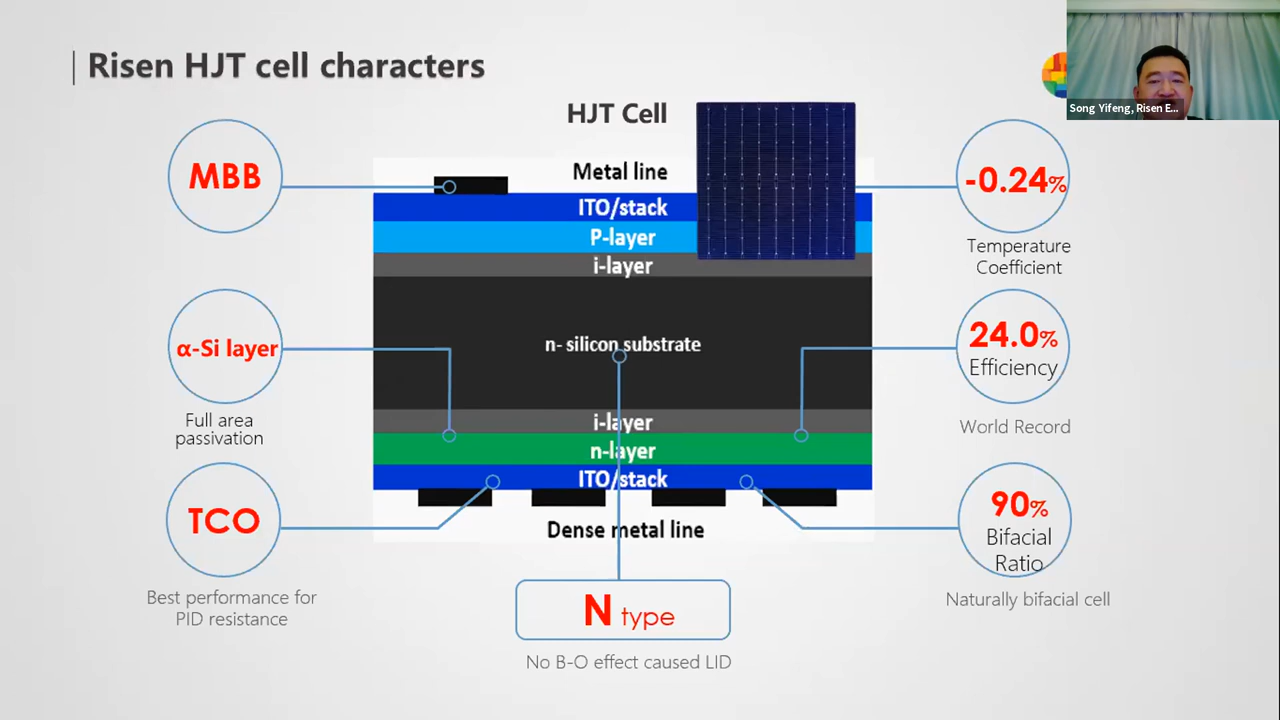 Risen HJT cell characters
Song Yifeng, Risen E...
HJT Cell
MBB
Metal line
ITO/stack
P-layer
i-layer
n- silicon substrate
i-layer
n-layer
ITO/stack
Dense metal line
-0.24%
Temperature
Coefficient
α-Si layer
Full area
passivation
24.0%
Efficiency
World Record
TCO
Best performance for
PID resistance
90%
Bifacial
Ratio
Naturally bifacial cell
N type
No B-O effect caused LID